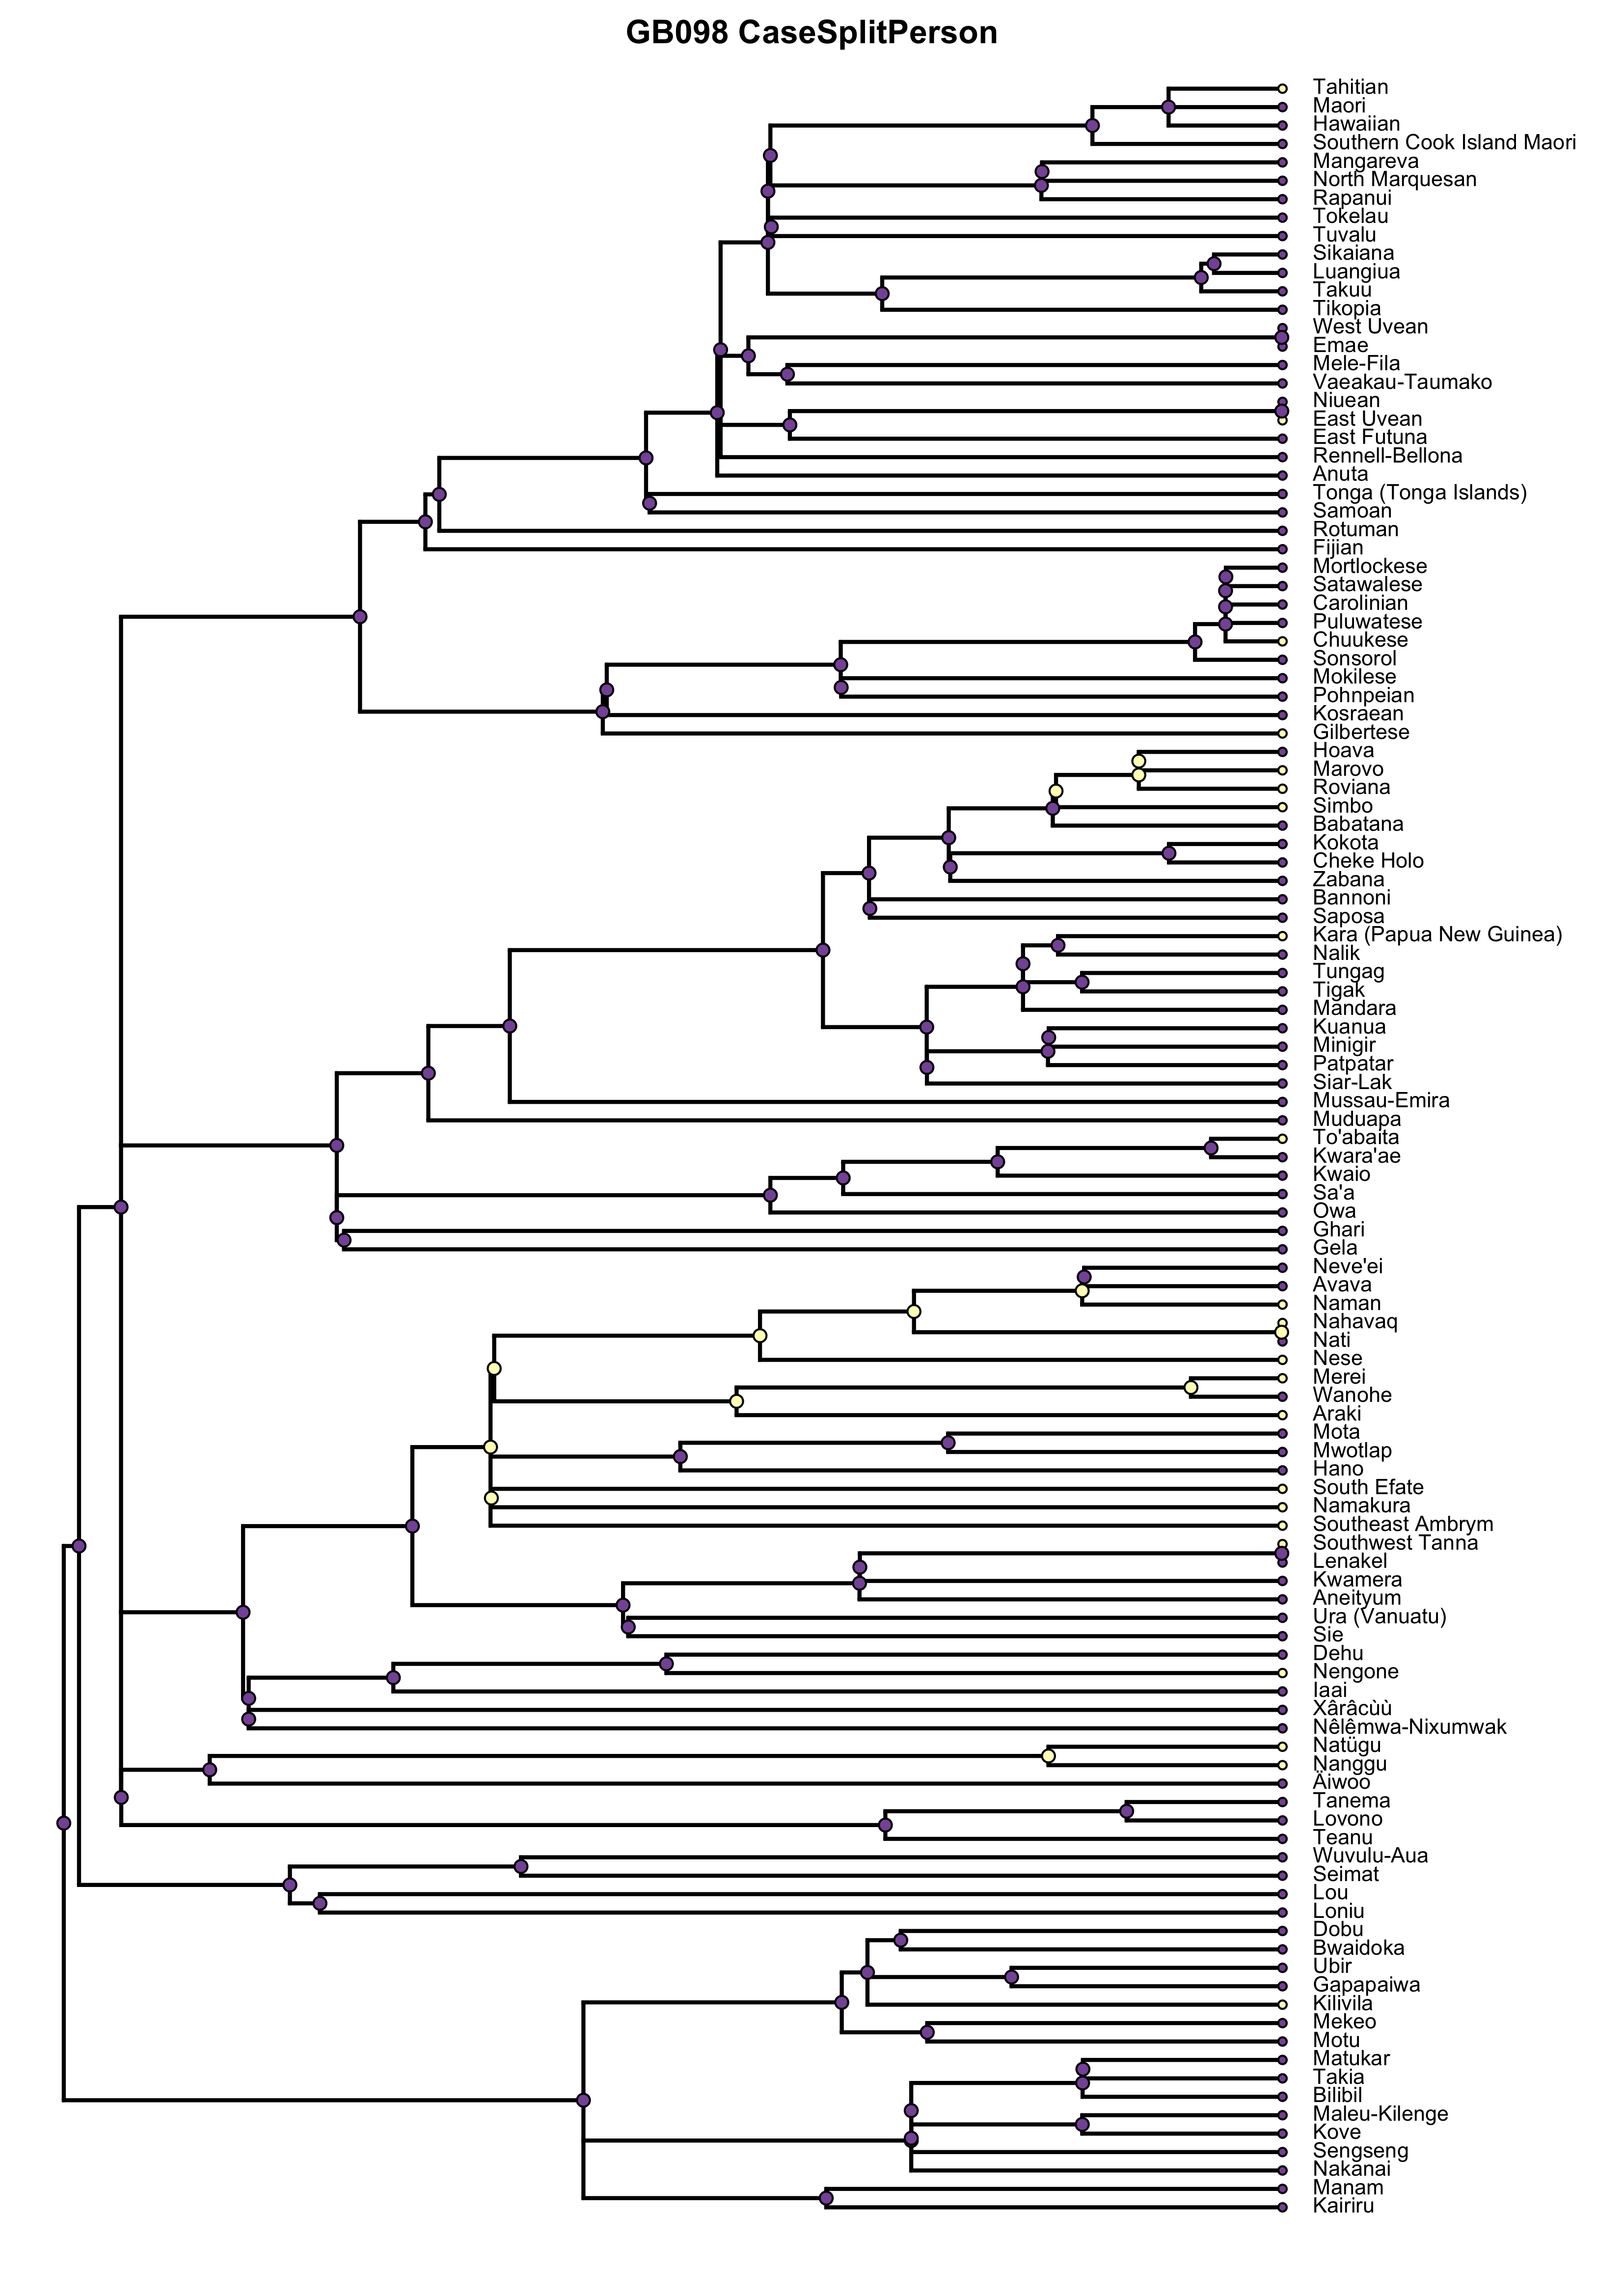 GB098 CaseSplitPerson
Tahitian
Maori
Hawaiian
Southern Cook Island Maori
Mangareva
North Marquesan
Rapanui
Tokelau
Tuvalu
Sikaiana
Luangiua
Takuu
Tikopia
West Uvean
Emae
Mele-Fila
Vaeakau-Taumako
Niuean
East Uvean
East Futuna
Rennell-Bellona
Anuta
Tonga (Tonga Islands)
Samoan
Rotuman
Fijian
Mortlockese
Satawalese
Carolinian
Puluwatese
Chuukese
Sonsorol
Mokilese
Pohnpeian
Kosraean
Gilbertese
Hoava
Marovo
Roviana
Simbo
Babatana
Kokota
Cheke Holo
Zabana
Bannoni
Saposa
Kara (Papua New Guinea)
Nalik
Tungag
Tigak
Mandara
Kuanua
Minigir
Patpatar
Siar-Lak
Mussau-Emira
Muduapa
To'abaita
Kwara'ae
Kwaio
Sa'a
Owa
Ghari
Gela
Neve'ei
Avava
Naman
Nahavaq
Nati
Nese
Merei
Wanohe
Araki
Mota
Mwotlap
Hano
South Efate
Namakura
Southeast Ambrym
Southwest Tanna
Lenakel
Kwamera
Aneityum
Ura (Vanuatu)
Sie
Dehu
Nengone
Iaai
Xârâcùù
Nêlêmwa-Nixumwak
Natügu
Nanggu
Äiwoo
Tanema
Lovono
Teanu
Wuvulu-Aua
Seimat
Lou
Loniu
Dobu
Bwaidoka
Ubir
Gapapaiwa
Kilivila
Mekeo
Motu
Matukar
Takia
Bilibil
Maleu-Kilenge
Kove
Sengseng
Nakanai
Manam
Kairiru